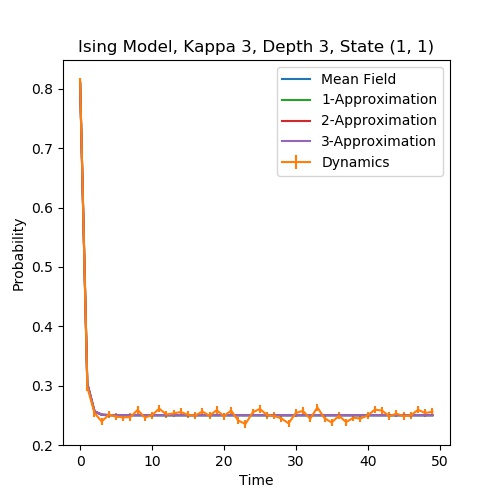 Ising Model, Kappa 3, Depth 3, State (1, 1)
Mean Field
1-Approximation
2-Approximation
3-Approximation
Dynamics
Probability
0.8
0.7
0.6
0.5
0.4
0.3
0.2
0 10 20 30 40 50
Time